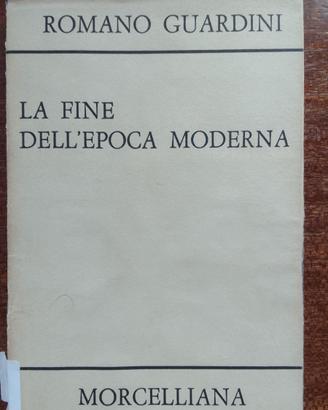 ROMANO GUARDINI
LA FINE
DELL'EPOCA MODERNA
MORCELLIANA